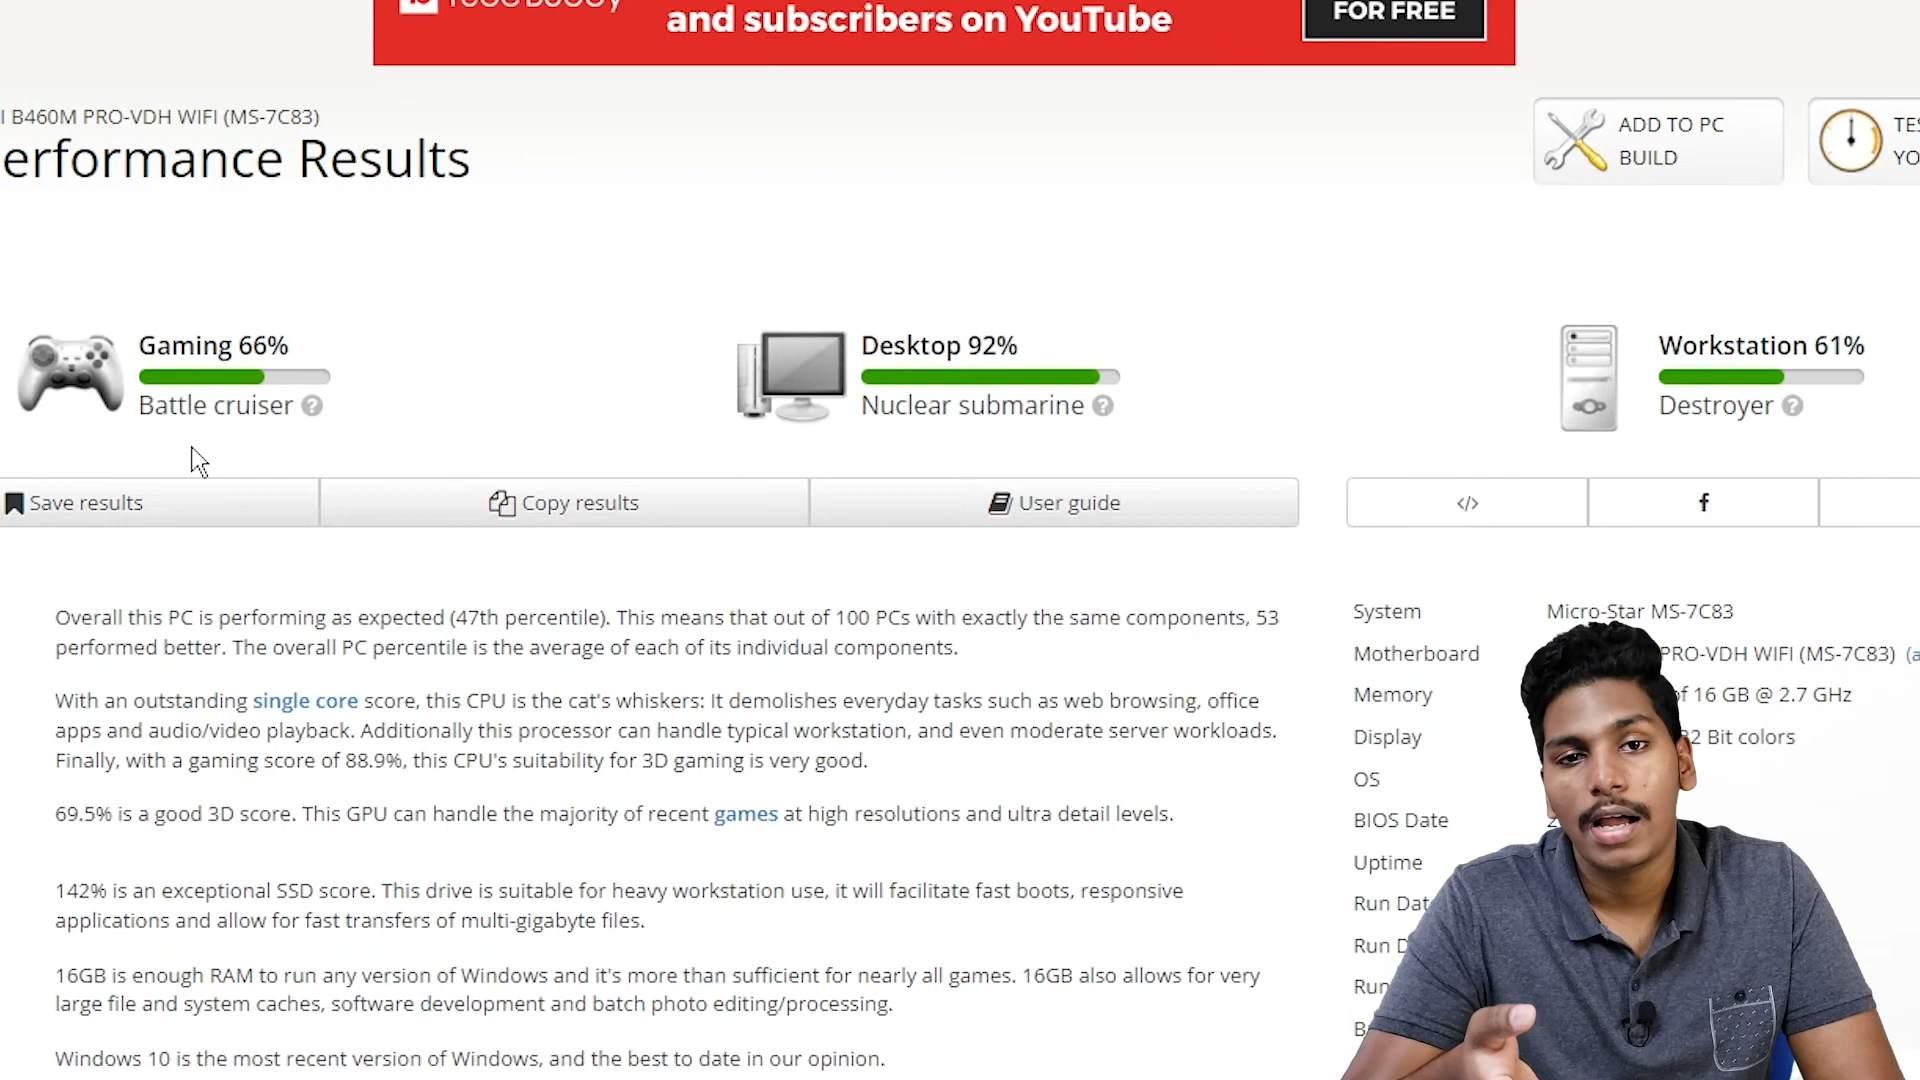 and subscribers on YouTube
FOR FREE
I B460M PRO-VDH WIFI (MS-7C83)
erformance Results
ADD TO PC
BUILD
TES
YO
Gaming 66%
Battle cruiser ?
Desktop 92%
Nuclear submarine ?
Workstation 61%
Destroyer ?
Save results
Copy results
User guide
</>
f
Overall this PC is performing as expected (47th percentile). This means that out of 100 PCs with exactly the same components, 53
performed better. The overall PC percentile is the average of each of its individual components.
With an outstanding single core score, this CPU is the cat's whiskers: It demolishes everyday tasks such as web browsing, office
apps and audio/video playback. Additionally this processor can handle typical workstation, and even moderate server workloads.
Finally, with a gaming score of 88.9%, this CPU's suitability for 3D gaming is very good.
69.5% is a good 3D score. This GPU can handle the majority of recent games at high resolutions and ultra detail levels.
142% is an exceptional SSD score. This drive is suitable for heavy workstation use, it will facilitate fast boots, responsive
applications and allow for fast transfers of multi-gigabyte files.
16GB is enough RAM to run any version of Windows and it's more than sufficient for nearly all games. 16GB also allows for very
large file and system caches, software development and batch photo editing/processing.
Windows 10 is the most recent version of Windows, and the best to date in our opinion.
System Micro-Star MS-7C83
Motherboard PRO-VDH WIFI (MS-7C83) (a
Memory of 16 GB @ 2.7 GHz
Display 32 Bit colors
OS
BIOS Date
Uptime
Run Dat
Run D
Run
B